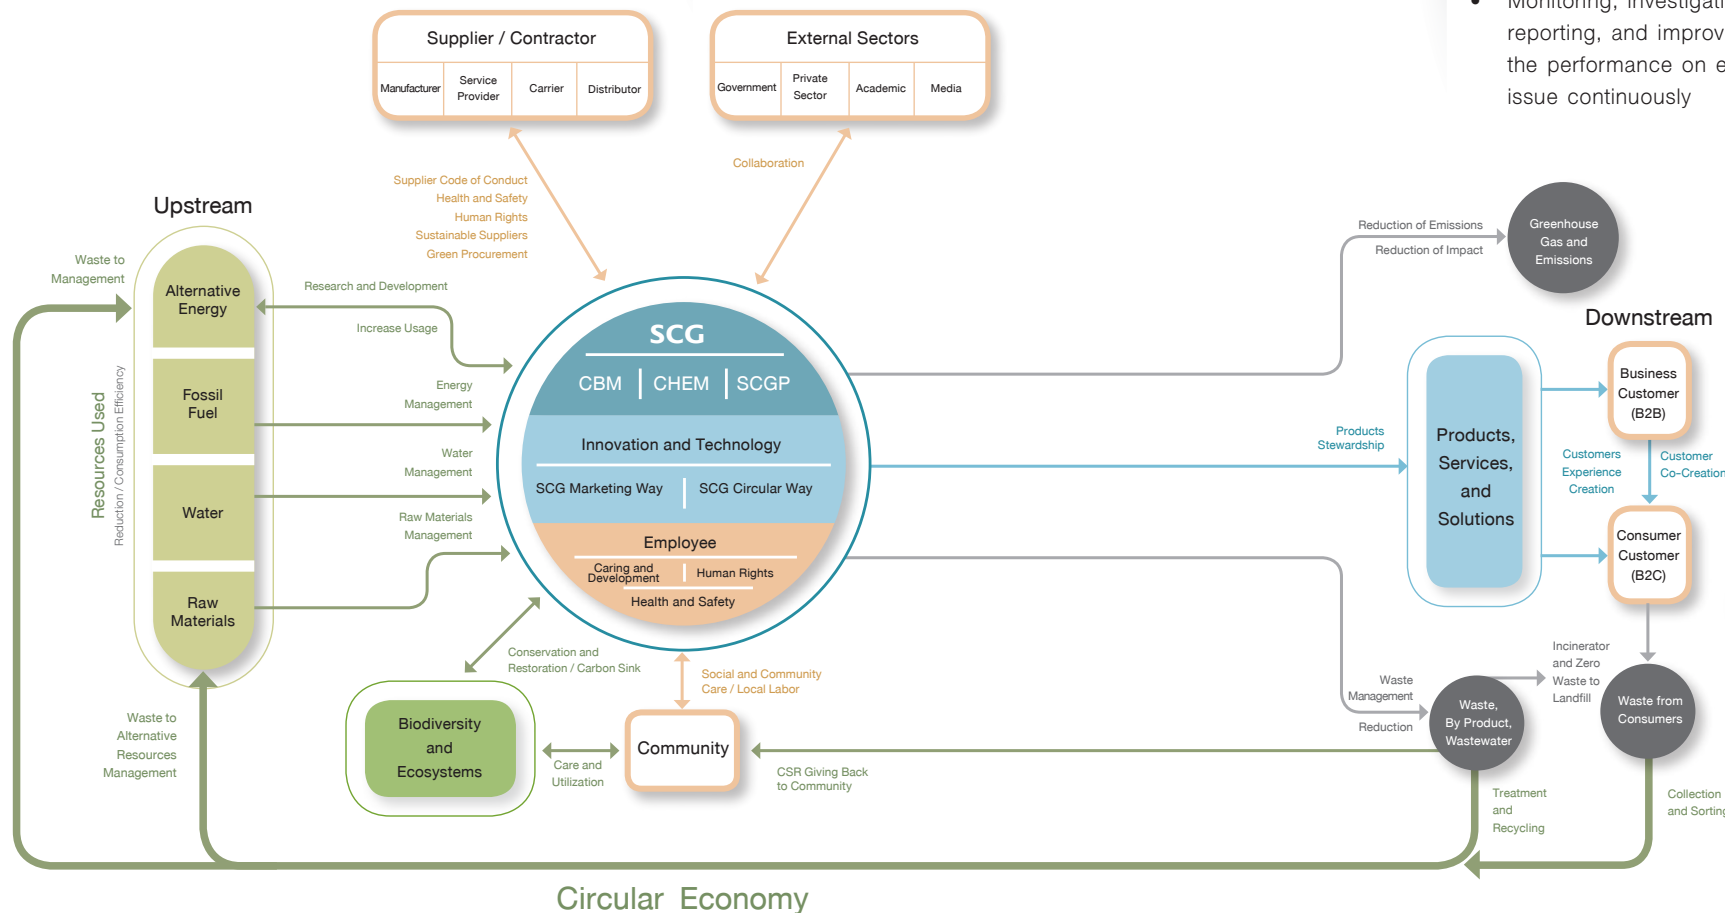 Supplier / Contractor
Manufacturer
Service
Provider
Carrier
Distributor
External Sectors
Government
Private
Sector
Academic
Media
reporting, and improv
the performance on e
issue continuously
Collaboration
Supplier Code of Conduct
Health and Safety
Human Rights
Sustainable Suppliers
Green Procurement
Upstream
Waste to
Management
Alternative
Energy
Fossil
Fuel
Water
Raw
Materials
Resources Used
Reduction / Consumption Efficiency
Research and Development
Increase Usage
Energy
Management
Water
Management
Raw Materials
Management
SCG
CBM
CHEM
SCGP
Innovation and Technology
SCG Marketing Way
SCG Circular Way
Employee
Caring and
Development
Human Rights
Health and Safety
Reduction of Emissions
Reduction of Impact
Greenhouse
Gas and
Emissions
Downstream
Products
Stewardship
Products,
Services,
and
Solutions
Business
Customer
(B2B)
Customers
Experience
Creation
Customer
Co-Creation
Consumer
Customer
(B2C)
Incinerator
and Zero
Waste to
Landfill
Waste from
Consumers
Waste
Management
Reduction
Waste,
By Product,
Wastewater
Conservation and
Restoration / Carbon Sink
Social and Community
Care / Local Labor
Biodiversity
and
Ecosystems
Care and
Utilization
Community
CSR Giving Back
to Community
Waste to
Alternative
Resources
Management
Treatment
and
Recycling
Collection
and Sorting
Circular Economy